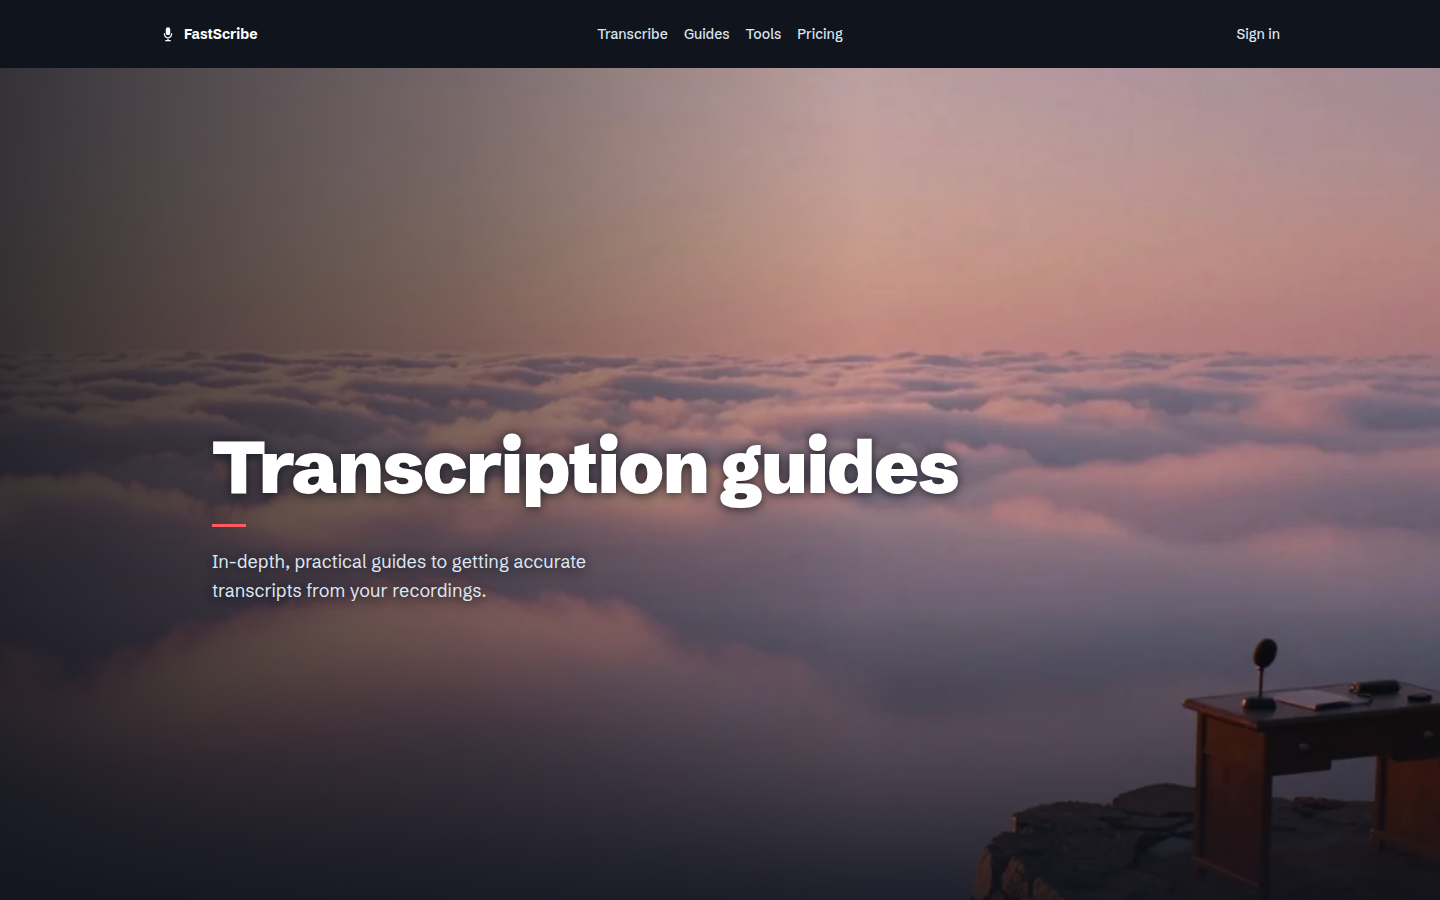 FastScribe
Transcribe Guides Tools Pricing
Sign in
Transcription guides
In-depth, practical guides to getting accurate
transcripts from your recordings.